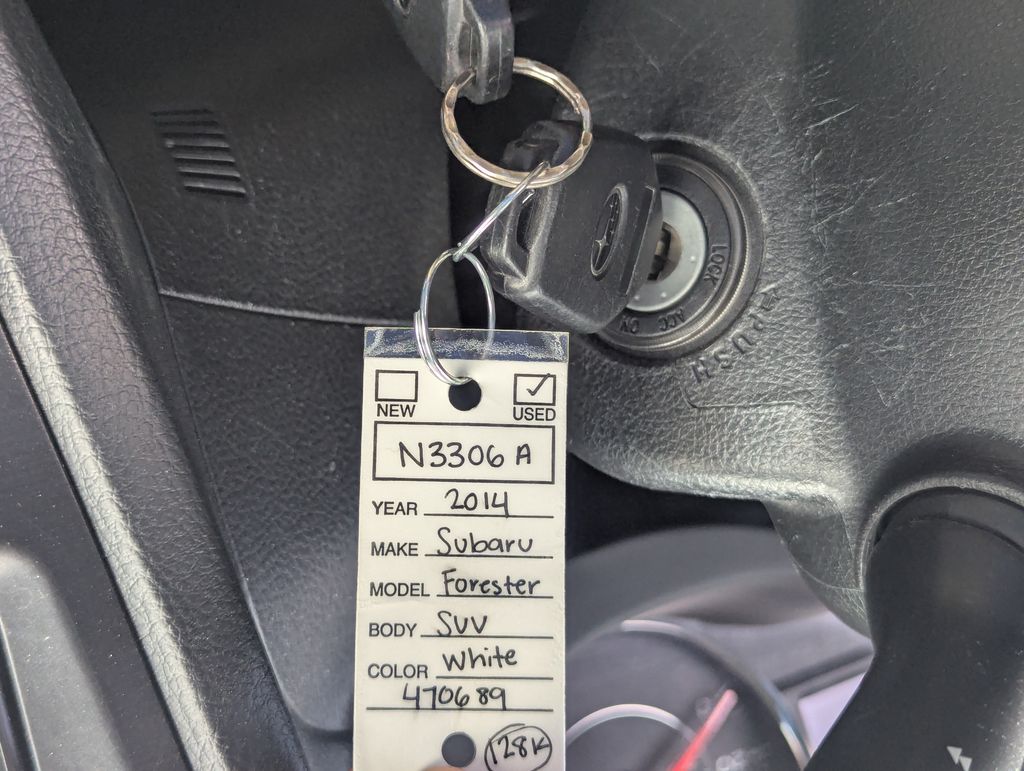 LOCK
ACC
ON
PUSH
NEW
USED
N3306 A
YEAR 2014
MAKE Subaru
MODEL Forester
BODY SUV
COLOR White
470689
128K